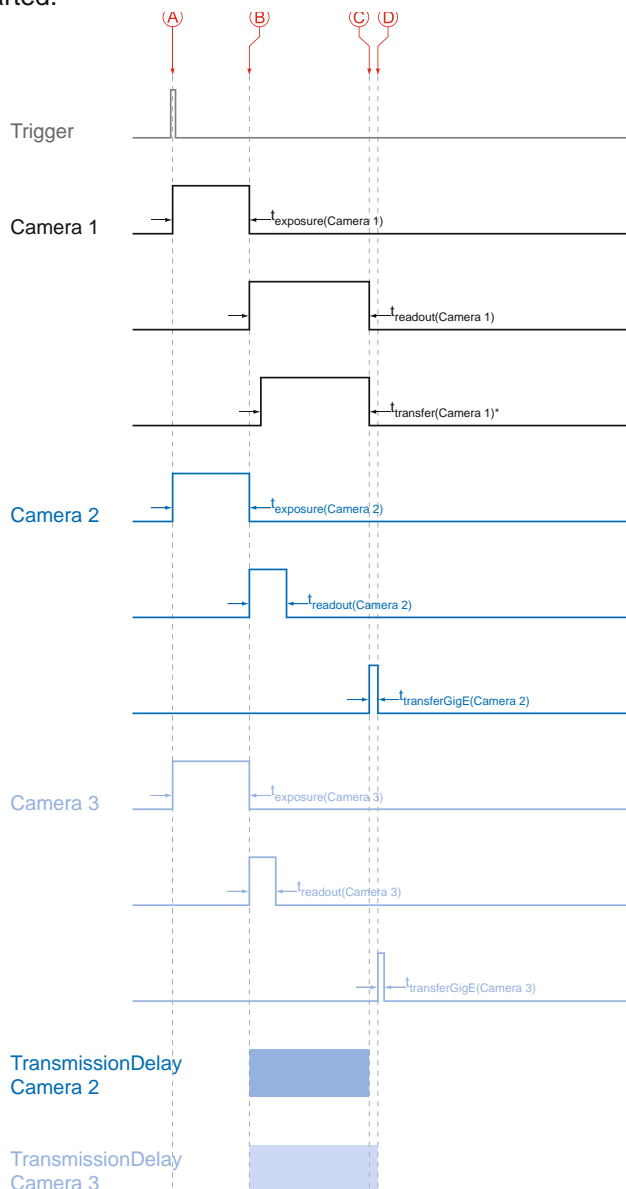 A B C D
Trigger
Camera 1
texposure(Camera 1)
treadout(Camera 1)
ttransfer(Camera 1)*
Camera 2
texposure(Camera 2)
treadout(Camera 2)
ttransferGigE(Camera 2)
Camera 3
texposure(Camera 3)
treadout(Camera 3)
ttransferGigE(Camera 3)
TransmissionDelay
Camera 2
TransmissionDelay
Camera 3